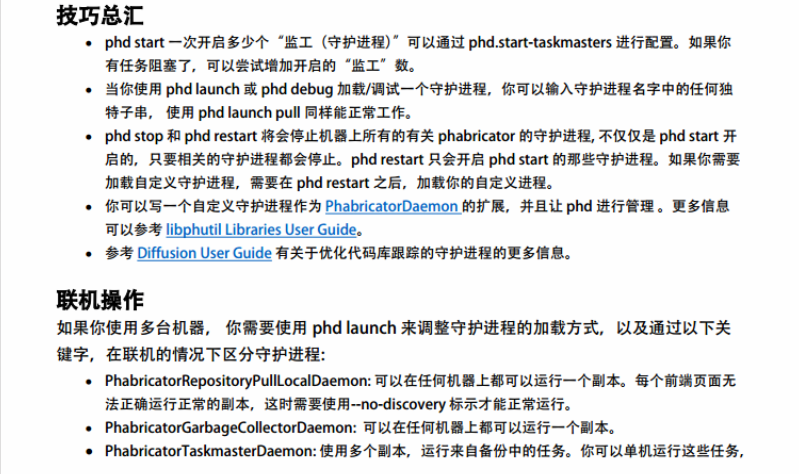 技巧总汇
• phd start 一次开启多少个“监工（守护进程）”可以通过 phd.start-taskmasters 进行配置。如果你
有任务阻塞了，可以尝试增加开启的“监工”数。
• 当你使用 phd launch 或 phd debug 加载/调试一个守护进程，你可以输入守护进程名字中的任何独
特子串， 使用 phd launch pull 同样能正常工作。
• phd stop 和 phd restart 将会停止机器上所有的有关 phabricator 的守护进程, 不仅仅是 phd start 开
启的，只要相关的守护进程都会停止。phd restart 只会开启 phd start 的那些守护进程。如果你需要
加载自定义守护进程，需要在 phd restart 之后，加载你的自定义进程。
• 你可以写一个自定义守护进程作为 PhabricatorDaemon 的扩展，并且让 phd 进行管理 。更多信息
可以参考 libphutil Libraries User Guide。
• 参考 Diffusion User Guide 有关于优化代码库跟踪的守护进程的更多信息。
联机操作
如果你使用多台机器， 你需要使用 phd launch 来调整守护进程的加载方式，以及通过以下关
键字，在联机的情况下区分守护进程:
• PhabricatorRepositoryPullLocalDaemon: 可以在任何机器上都可以运行一个副本。每个前端页面无
法正确运行正常的副本，这时需要使用--no-discovery 标示才能正常运行。
• PhabricatorGarbageCollectorDaemon: 可以在任何机器上都可以运行一个副本。
• PhabricatorTaskmasterDaemon: 使用多个副本，运行来自备份中的任务。你可以单机运行这些任务,